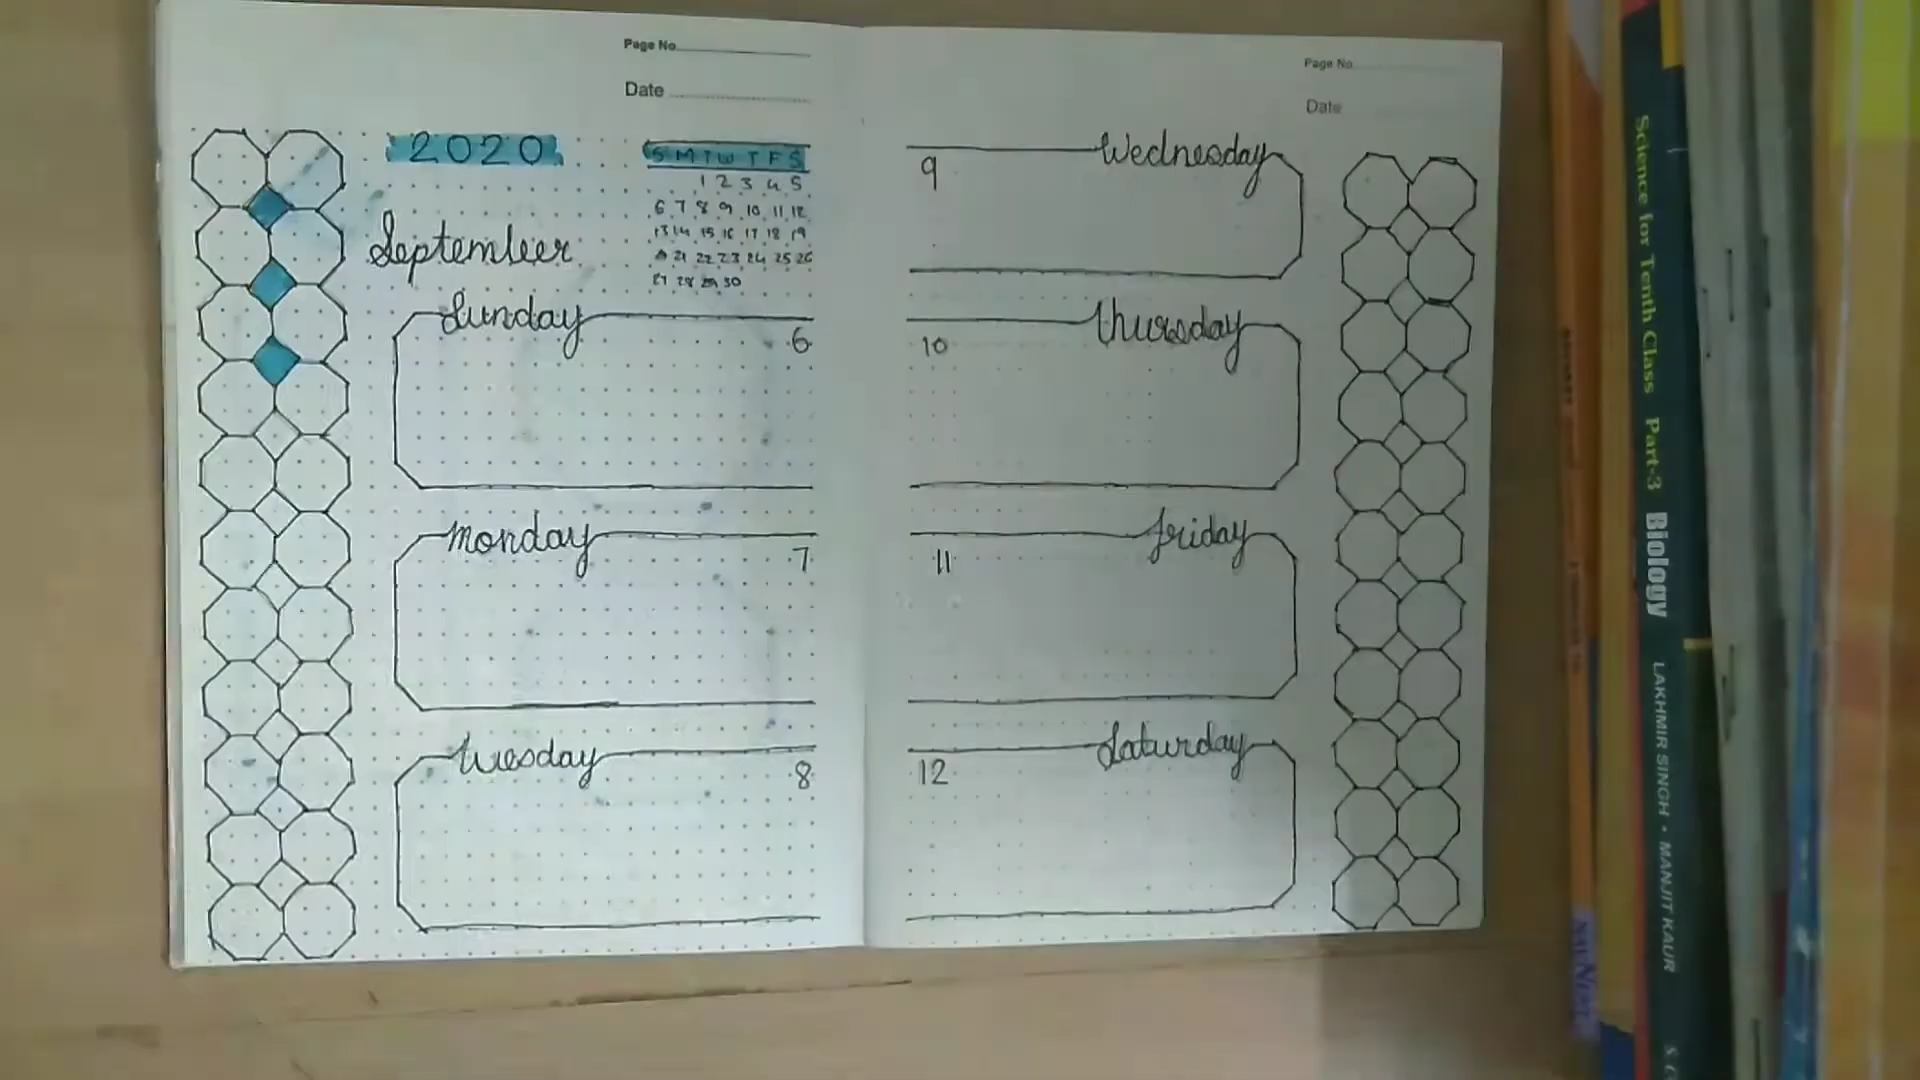 Page No
Date
2020
S M T W T F S
1 2 3 4 5
6 7 8 9 10 11 12
13 14 15 16 17 18 19
21 22 23 24 25 26
27 28 29 30
September
Sunday
6
Monday
7
Tuesday
8
Page No
Date
Wednesday
9
Thursday
10
friday
11
Saturday
12
Science for Tenth Class Part-3 Biology
LAKHMIR SINGH • MANJIT KAUR